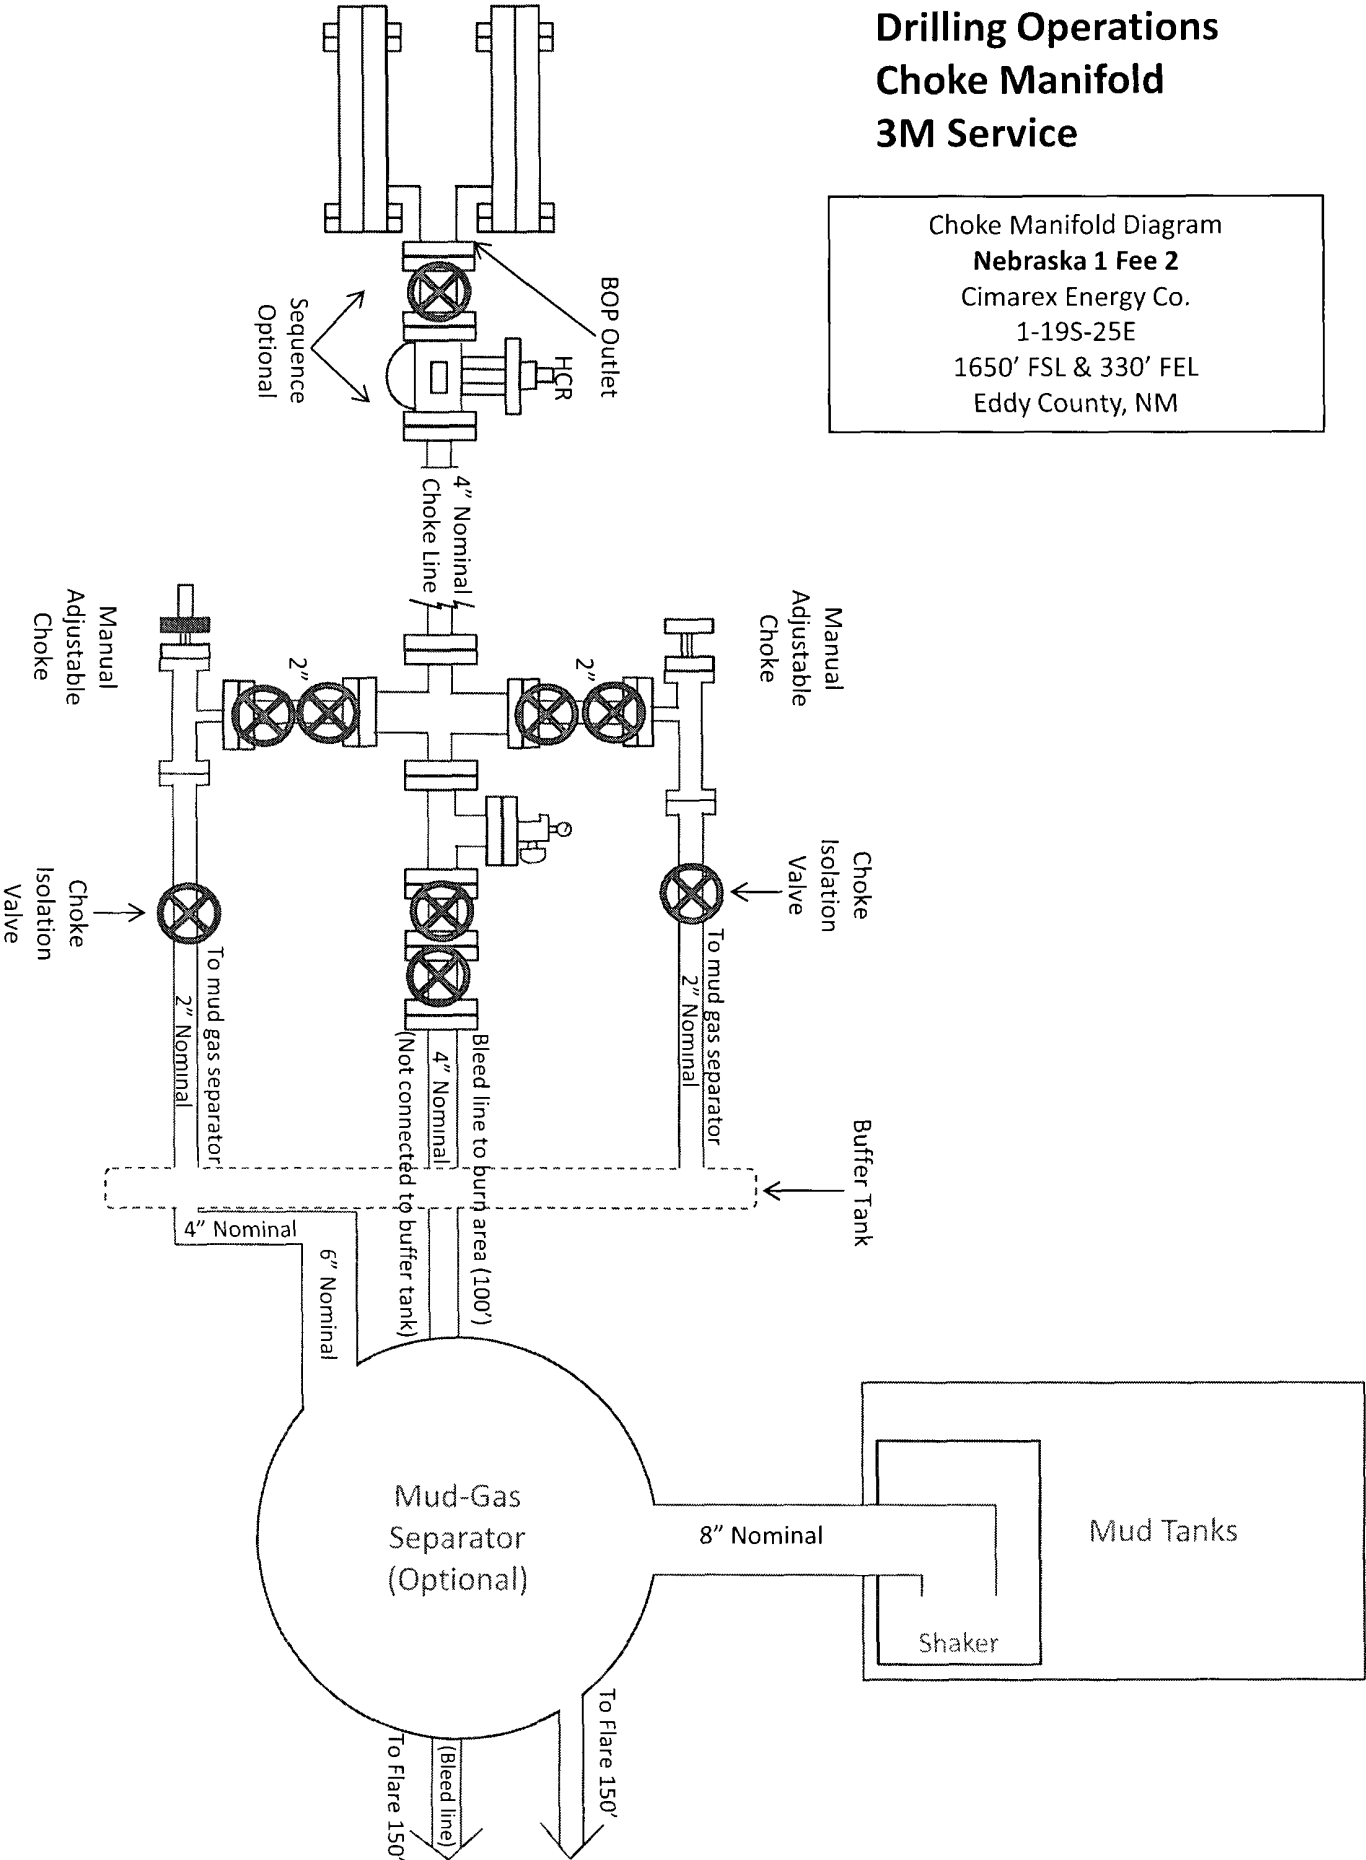 Drilling Operations
Choke Manifold
3M Service
Choke Manifold Diagram
Nebraska 1 Fee 2
Cimarex Energy Co.
1-19S-25E
1650’ FSL & 330’ FEL
Eddy County, NM
BOP Outlet
HCR
Sequence
Optional
4” Nominal
Choke Line
Manual
Adjustable
Choke
2”
2”
Manual
Adjustable
Choke
Choke
Isolation
Valve
Choke
Isolation
Valve
To mud gas separator
2” Nominal
Bleed line to burn area (100’)
4” Nominal
(Not connected to buffer tank)
To mud gas separator
2” Nominal
Buffer Tank
4” Nominal
6” Nominal
Mud-Gas
Separator
(Optional)
8” Nominal
Mud Tanks
Shaker
To Flare 150’
(Bleed line)
To Flare 150’